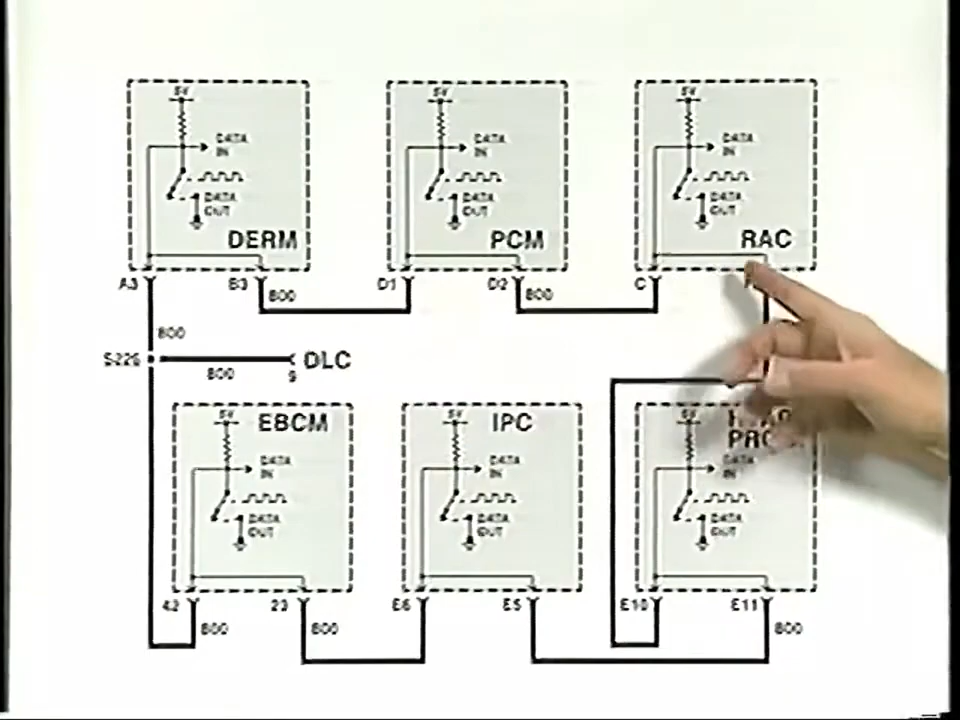 5V
DATA
IN
DATA
OUT
DERM
5V
DATA
IN
DATA
OUT
PCM
5V
DATA
IN
DATA
OUT
RAC
A3
B3
800
D1
D2
800
C
800
S226
800
9
DLC
5V
EBCM
DATA
IN
DATA
OUT
5V
IPC
DATA
IN
DATA
OUT
5V
DATA
IN
DATA
OUT
42
800
23
800
E6
E5
E10
E11
800